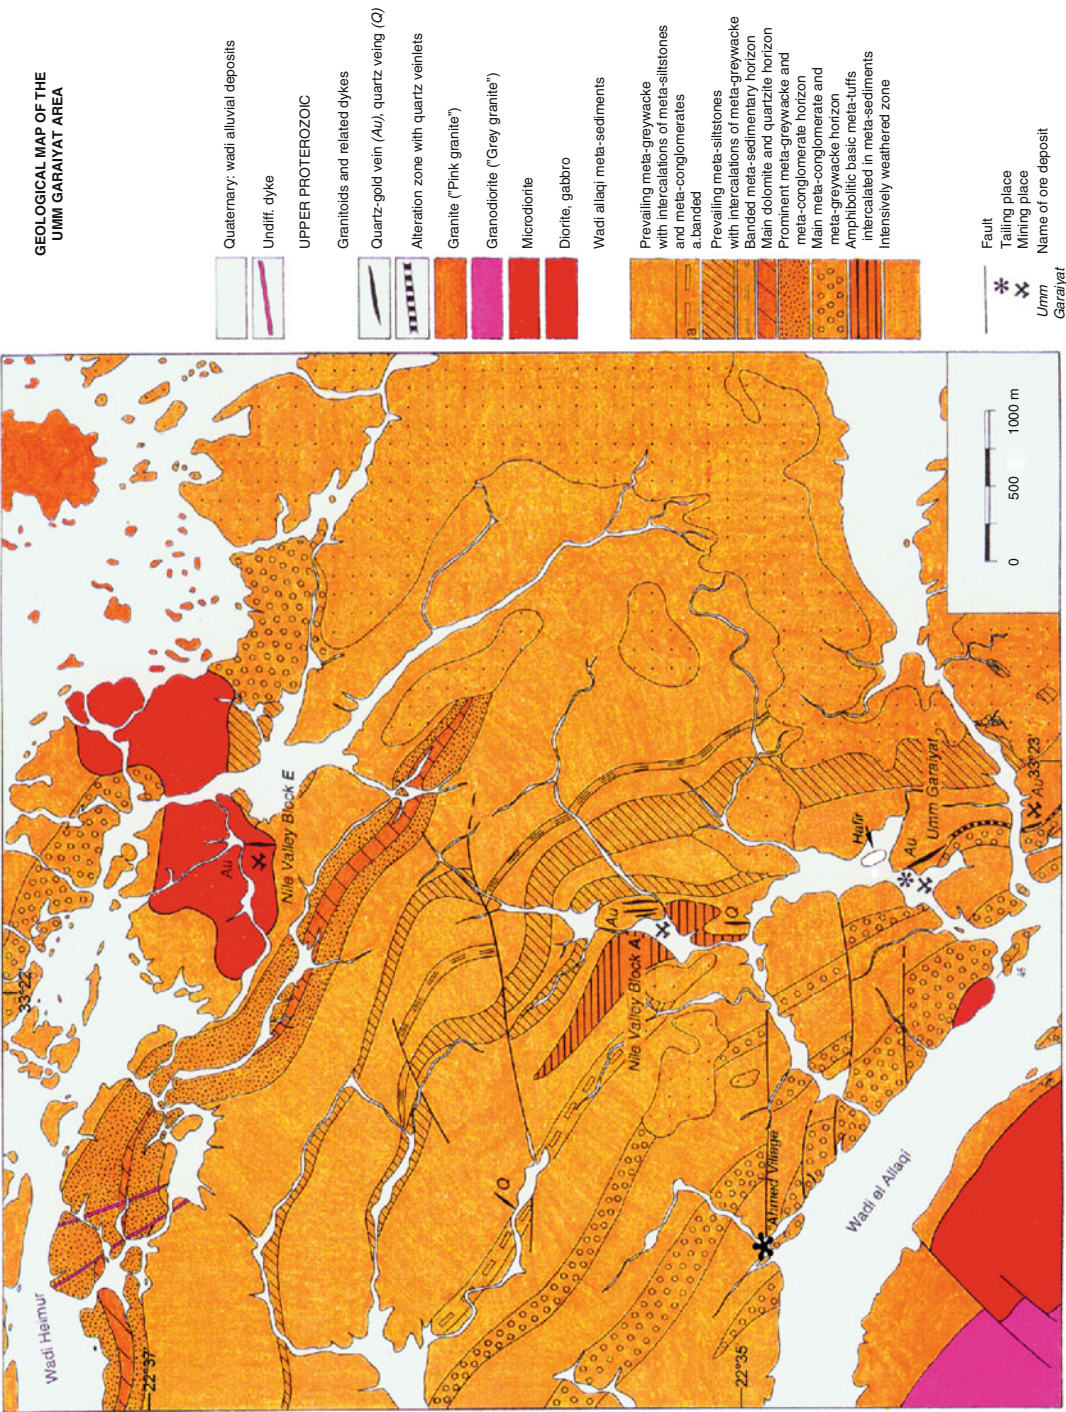 GEOLOGICAL MAP OF THE
UMM GARAIYAT AREA
Quaternary: wadi alluvial deposits
Undiff. dyke
UPPER PROTEROZOIC
Granitoids and related dykes
Quartz-gold vein (Au), quartz veing (Q)
Alteration zone with quartz veinlets
Granite ("Pink granite")
Granodiorite ("Grey granite")
Microdiorite
Diorite, gabbro
Wadi allaqi meta-sediments
Prevailing meta-greywacke
with intercalations of meta-siltstones
and meta-conglomerates
a.banded
a
Prevailing meta-siltstones
with intercalations of meta-greywacke
Banded meta-sedimentary horizon
Main dolomite and quartzite horizon
Prominent meta-greywacke and
meta-conglomerate horizon
Main meta-conglomerate and
meta-greywacke horizon
Amphibolitic basic meta-tuffs
intercalated in meta-sediments
Intensively weathered zone
Fault
Tailing place
Mining place
Umm
Garaiyat
Name of ore deposit
0 500 1000 m
Wadi Heimur
33°22'
22°37'
Au
Nile Valley Block E
Q
Au
Nile Valley Block A
Q
Hafir
Au
Umm Garaiyat
Au
33°23'
Ahmed Village
22°35'
Wadi el Allaqi